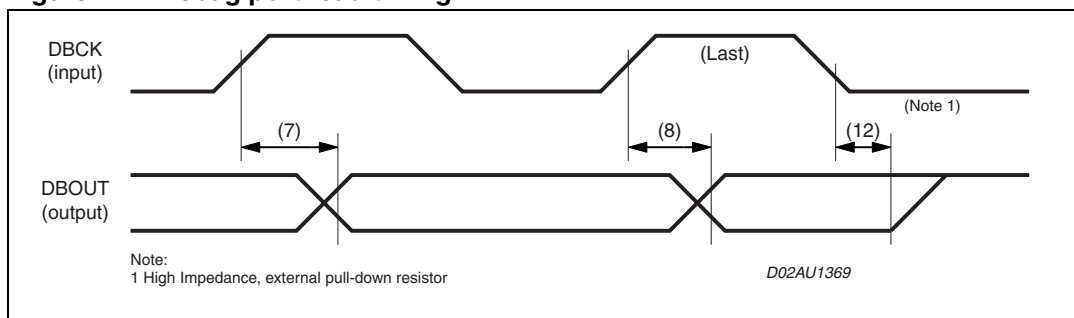 DBCK
(input)
(Last)
(Note 1)
(7)
(8)
(12)
DBOUT
(output)
Note:
1 High Impedance, external pull-down resistor
D02AU1369